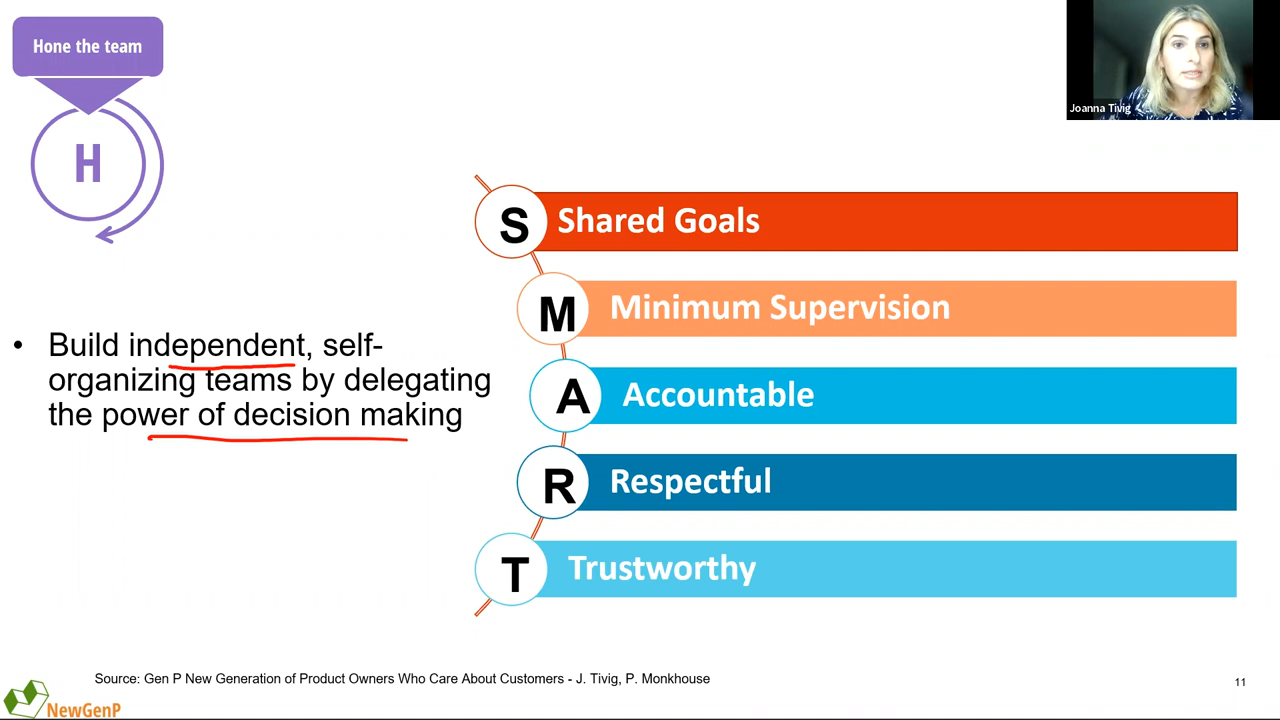 Hone the team
H
Joanna Tivig
S Shared Goals
M Minimum Supervision
A Accountable
R Respectful
T Trustworthy
• Build independent, self-
organizing teams by delegating
the power of decision making
Source: Gen P New Generation of Product Owners Who Care About Customers - J. Tivig, P. Monkhouse
11
NewGenP